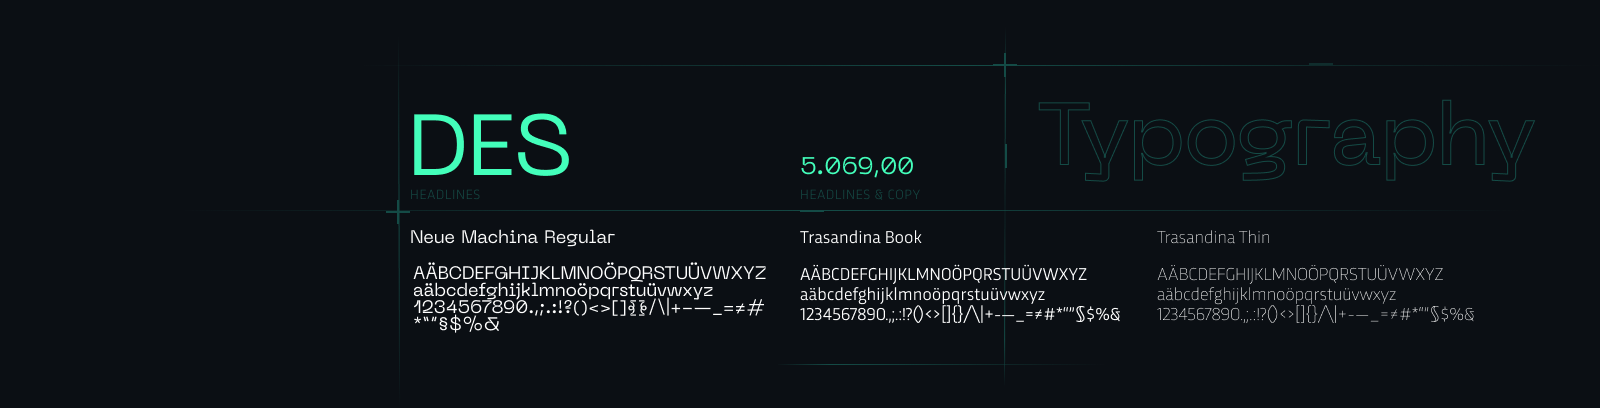 DES
5.069,00
Typography
HEADLINES
HEADLINES & COPY
Neue Machina Regular
AÄBCDEFGHIJKLMNOÖPQRSTUÜVWXYZ
aäbcdefghijklmnoöpqrstuüvwxyz
1234567890.,;.:!?()<>[]{}/\|+-–—_=≠#
*“”§$%&
Trasandina Book
AÄBCDEFGHIJKLMNOÖPQRSTUÜVWXYZ
aäbcdefghijklmnoöpqrstuüvwxyz
1234567890.,;.:!?()<>[]{}/\|+-–—_=≠#*""§$%&
Trasandina Thin
AÄBCDEFGHIJKLMNOÖPQRSTUÜVWXYZ
aäbcdefghijklmnoöpqrstuüvwxyz
1234567890.,;.:!?()<>[]{}/\|+-–—_=≠#*""§$%&